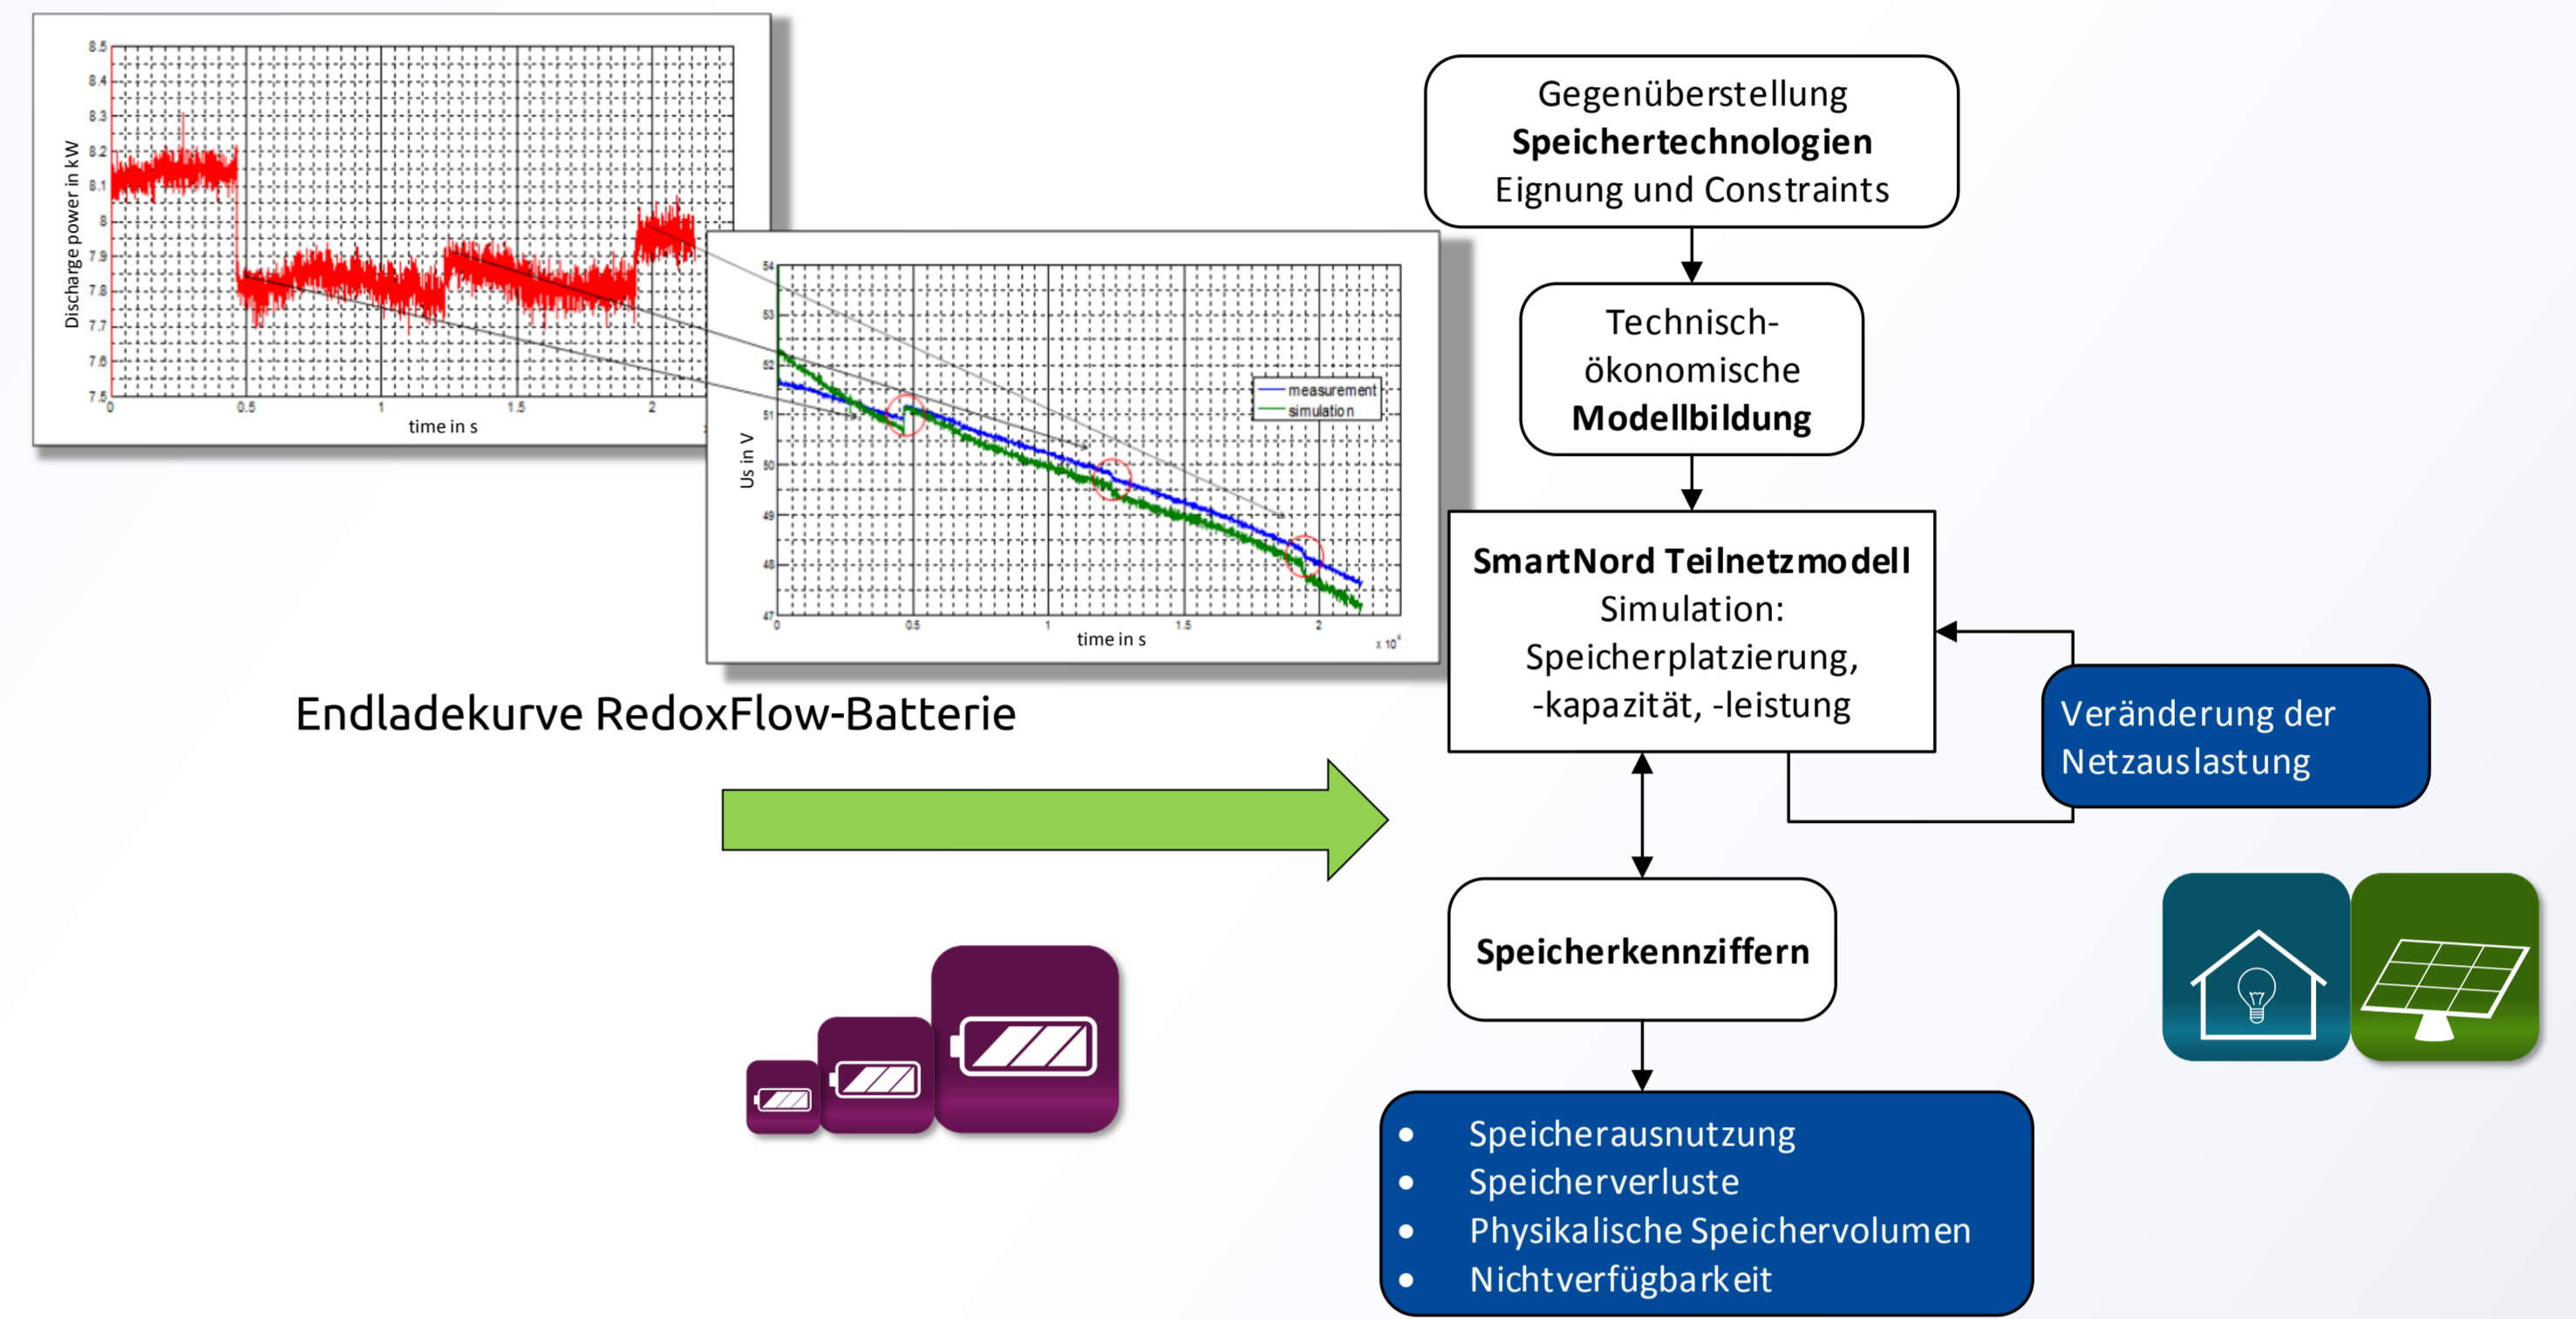 8.5
8.4
8.3
8.2
8.1
8
7.9
7.8
7.7
7.6
7.5
Discharge power in kW
0 0.5 1 1.5 2
time in s
54
53
52
51
50
49
48
47
Us in V
measurement
simulation
0 0.5 1 1.5 2
time in s
x 10⁴
Endladekurve RedoxFlow-Batterie
Gegenüberstellung
Speichertechnologien
Eignung und Constraints
Technisch-
ökonomische
Modellbildung
SmartNord Teilnetzmodell
Simulation:
Speicherplatzierung,
-kapazität, -leistung
Veränderung der
Netzauslastung
Speicherkennziffern
• Speicherausnutzung
• Speicherverluste
• Physikalische Speichervolumen
• Nichtverfügbarkeit